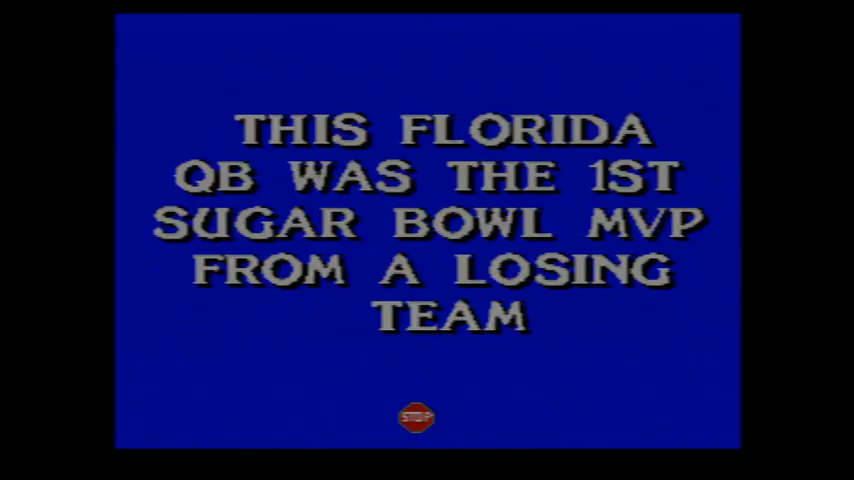 THIS FLORIDA
QB WAS THE 1ST
SUGAR BOWL MVP
FROM A LOSING
TEAM
STOP